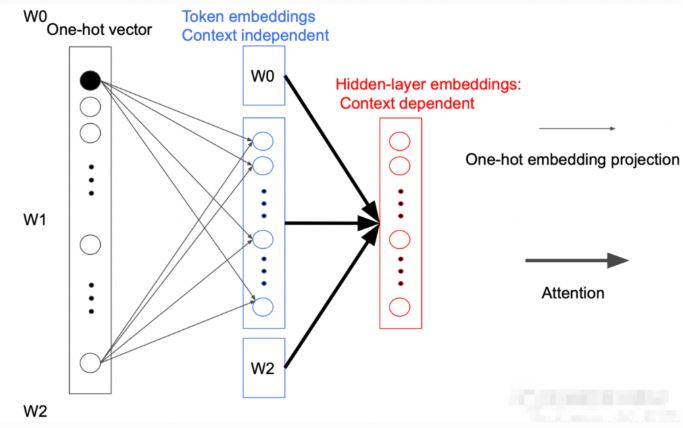 W0
One-hot vector
Token embeddings
Context independent
W0
Hidden-layer embeddings:
Context dependent
One-hot embedding projection
W1
Attention
W2
W2